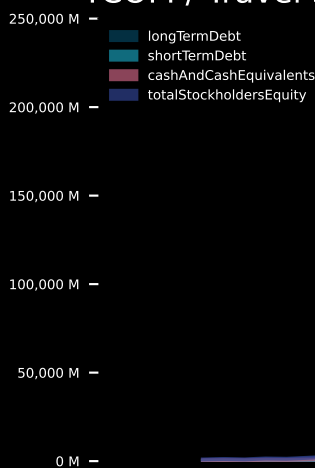 250,000 M
longTermDebt
shortTermDebt
cashAndCashEquivalents
totalStockholdersEquity
200,000 M
150,000 M
100,000 M
50,000 M
0 M